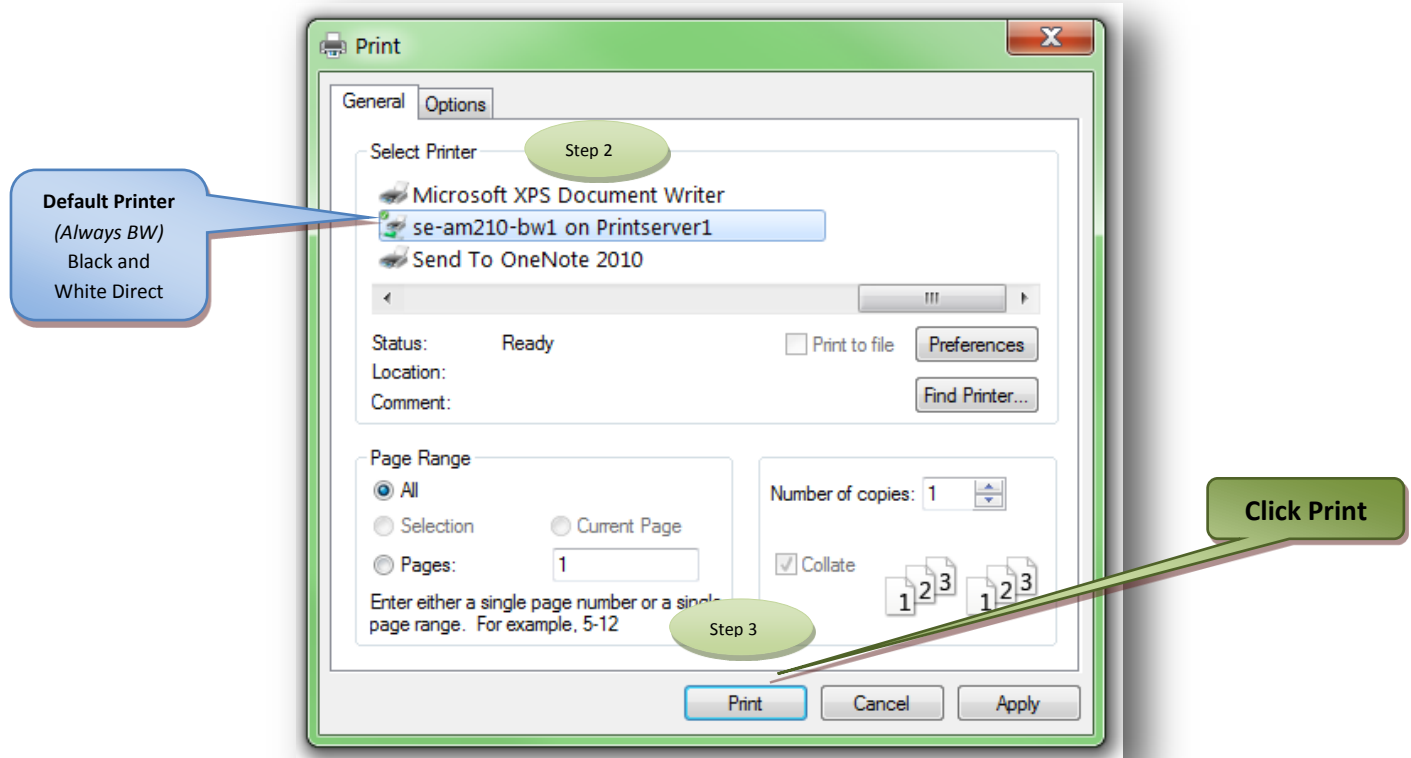 Print
X
General
Options
Select Printer
Step 2
Microsoft XPS Document Writer
se-am210-bw1 on Printserver1
Send To OneNote 2010
Default Printer
(Always BW)
Black and
White Direct
Status:
Ready
Print to file
Preferences
Location:
Find Printer...
Comment:
Page Range
All
Number of copies: 1
Selection
Current Page
Click Print
Pages:
1
Collate
1 2 3 1 2 3
Enter either a single page number or a single
page range. For example, 5-12
Step 3
Print
Cancel
Apply